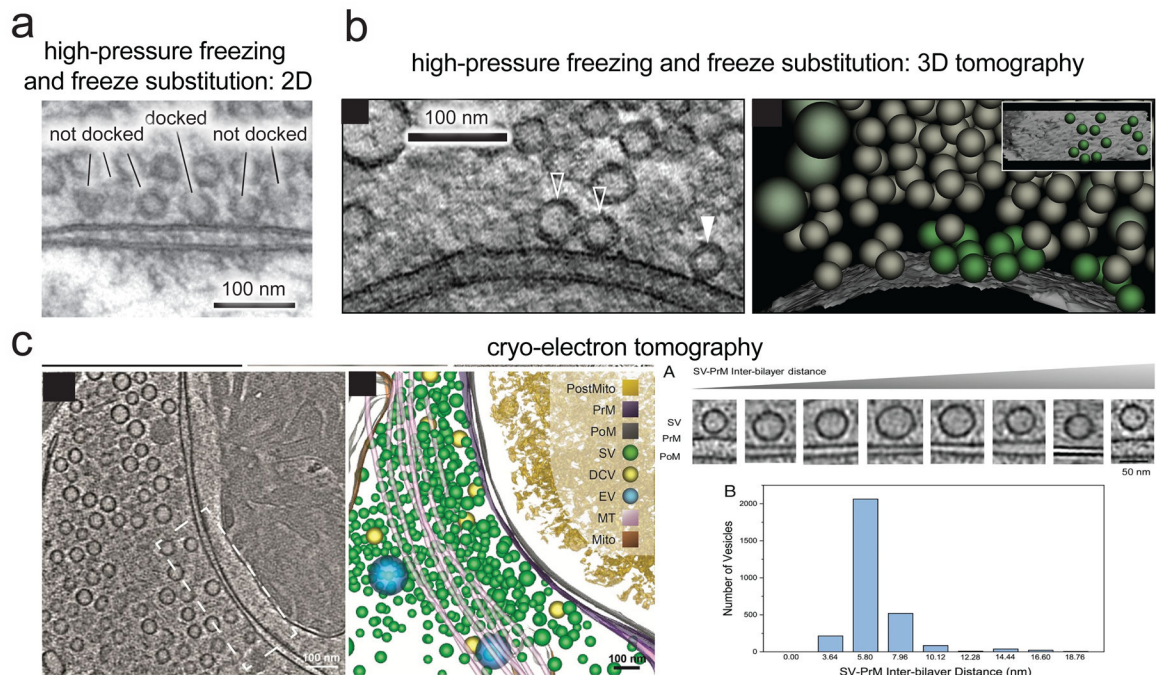 a
high-pressure freezing
and freeze substitution: 2D
not docked
docked
not docked
100 nm
b
high-pressure freezing and freeze substitution: 3D tomography
100 nm
c
cryo-electron tomography
100 nm
PostMito
PrM
PoM
SV
DCV
EV
MT
Mito
100 nm
A
SV-PrM Inter-bilayer distance
SV
PrM
PoM
50 nm
B
Number of Vesicles
2000
1500
1000
500
0
0.00 3.64 5.80 7.96 10.12 12.28 14.44 16.60 18.76
SV-PrM Inter-bilayer Distance (nm)